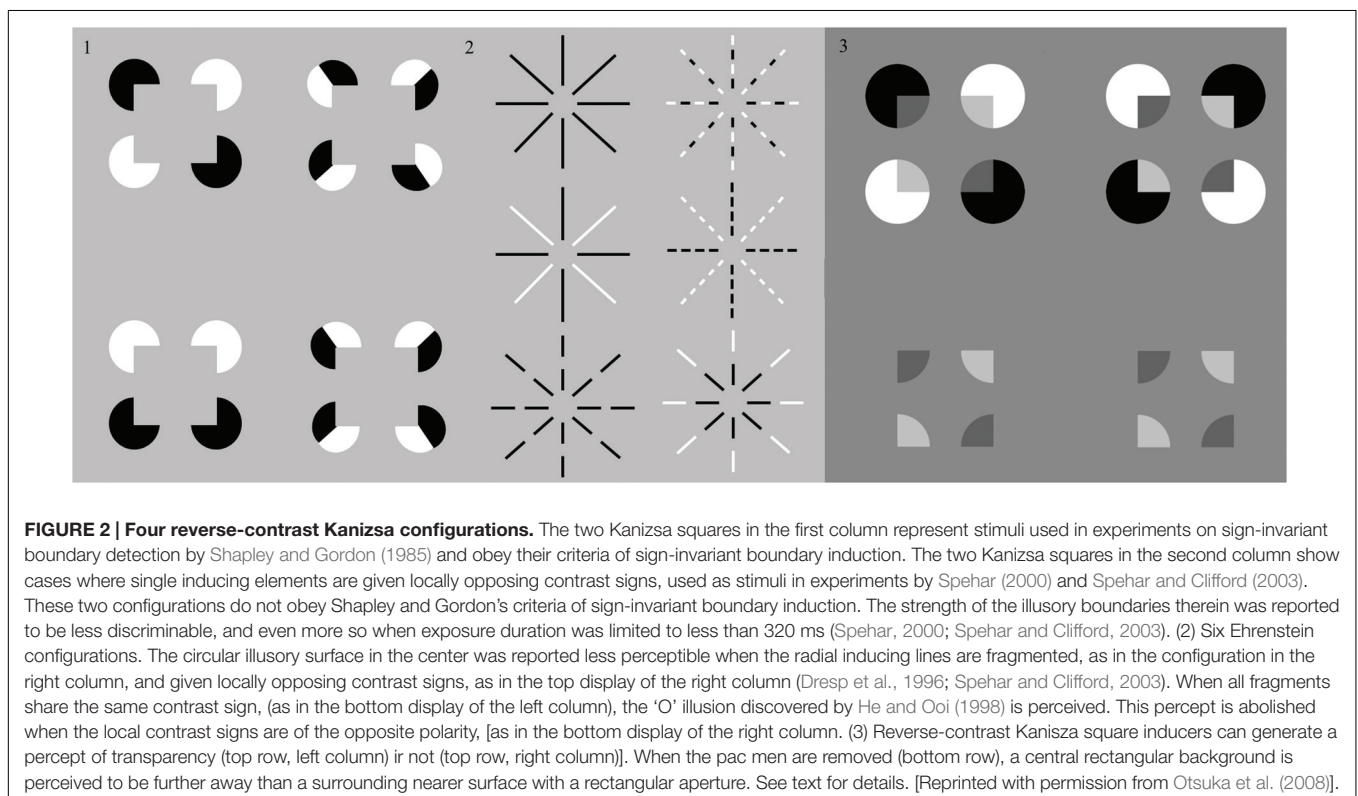 1
2
3
FIGURE 2 | Four reverse-contrast Kanizsa configurations. The two Kanizsa squares in the first column represent stimuli used in experiments on sign-invariant
boundary detection by Shapley and Gordon (1985) and obey their criteria of sign-invariant boundary induction. The two Kanizsa squares in the second column show
cases where single inducing elements are given locally opposing contrast signs, used as stimuli in experiments by Spehar (2000) and Spehar and Clifford (2003).
These two configurations do not obey Shapley and Gordon's criteria of sign-invariant boundary induction. The strength of the illusory boundaries therein was reported
to be less discriminable, and even more so when exposure duration was limited to less than 320 ms (Spehar, 2000; Spehar and Clifford, 2003). (2) Six Ehrenstein
configurations. The circular illusory surface in the center was reported less perceptible when the radial inducing lines are fragmented, as in the configuration in the
right column, and given locally opposing contrast signs, as in the top display of the right column (Dresp et al., 1996; Spehar and Clifford, 2003). When all fragments
share the same contrast sign, (as in the bottom display of the left column), the 'O' illusion discovered by He and Ooi (1998) is perceived. This percept is abolished
when the local contrast signs are of the opposite polarity, [as in the bottom display of the right column. (3) Reverse-contrast Kanisza square inducers can generate a
percept of transparency (top row, left column) ir not (top row, right column)]. When the pac men are removed (bottom row), a central rectangular background is
perceived to be further away than a surrounding nearer surface with a rectangular aperture. See text for details. [Reprinted with permission from Otsuka et al. (2008)].